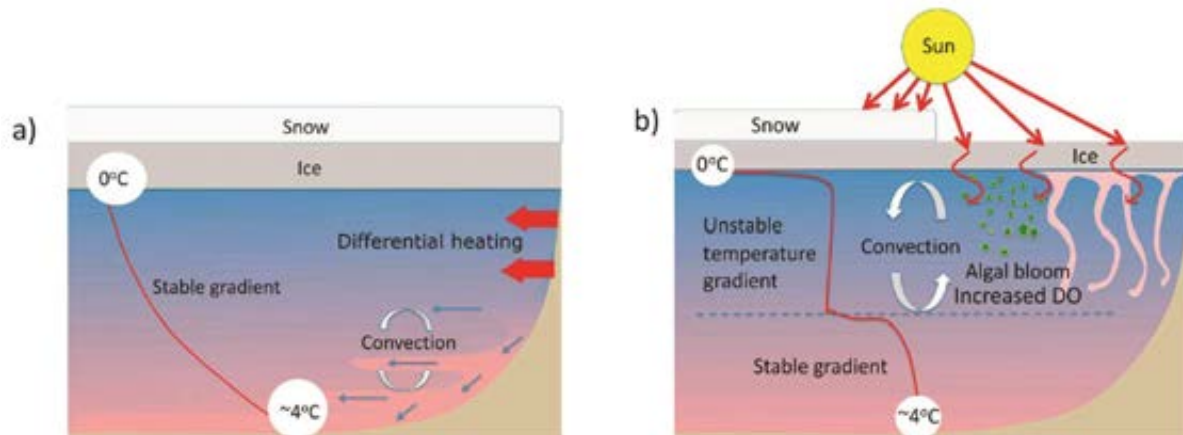 a)
Snow
Ice
0°C
Differential heating
Stable gradient
Convection
~4°C
b)
Sun
Snow
Ice
0°C
Unstable
temperature
gradient
Convection
Algal bloom
Increased DO
Stable gradient
~4°C